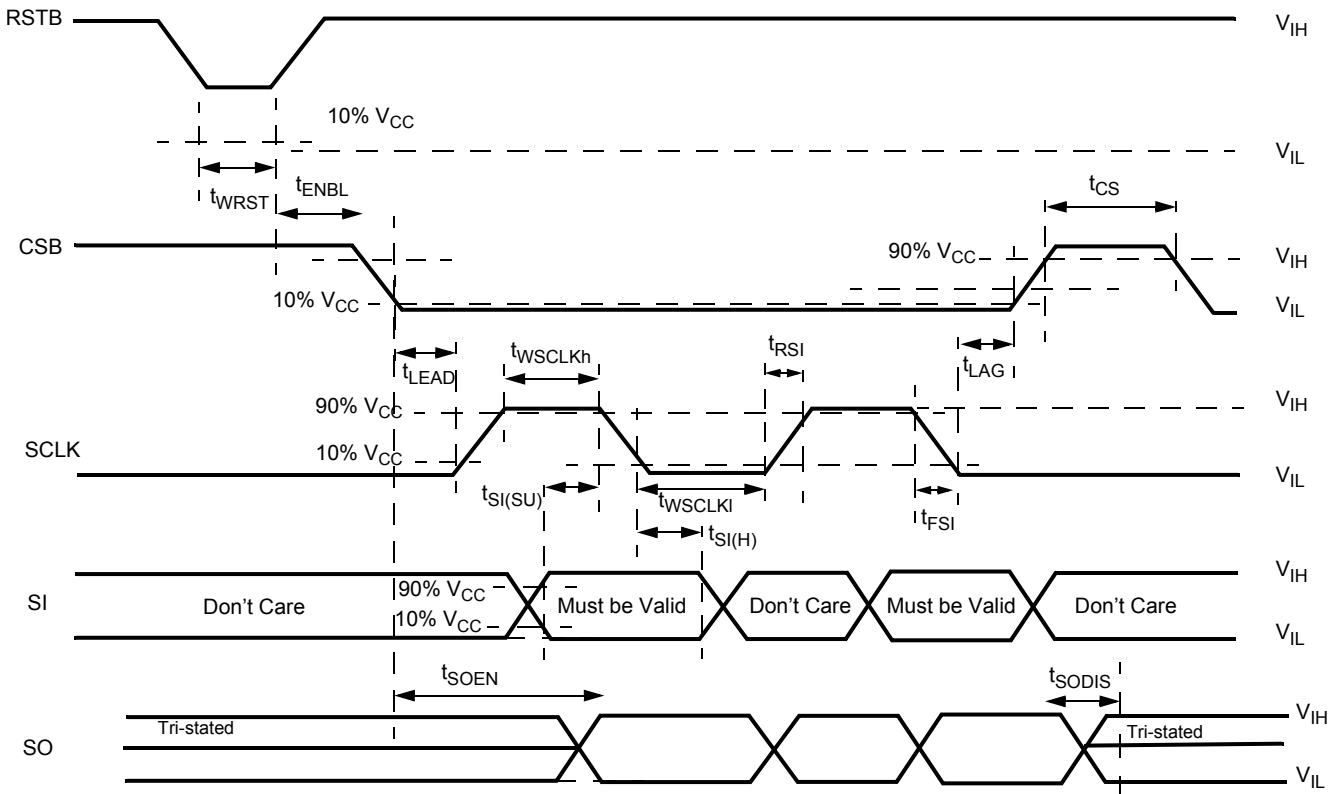 RSTB
VIH
10% VCC
VIL
tWRST
tENBL
tCS
CSB
90% VCC
VIH
10% VCC
VIL
tLEAD
tWSCLKh
tRSI
tLAG
90% VCC
VIH
SCLK
10% VCC
VIL
tSI(SU)
tWSCLKl
tFSI
tSI(H)
SI
Don't Care
90% VCC
10% VCC
Must be Valid
Don't Care
Must be Valid
Don't Care
VIH
VIL
tSOEN
tSODIS
VIH
SO
Tri-stated
Tri-stated
VIL